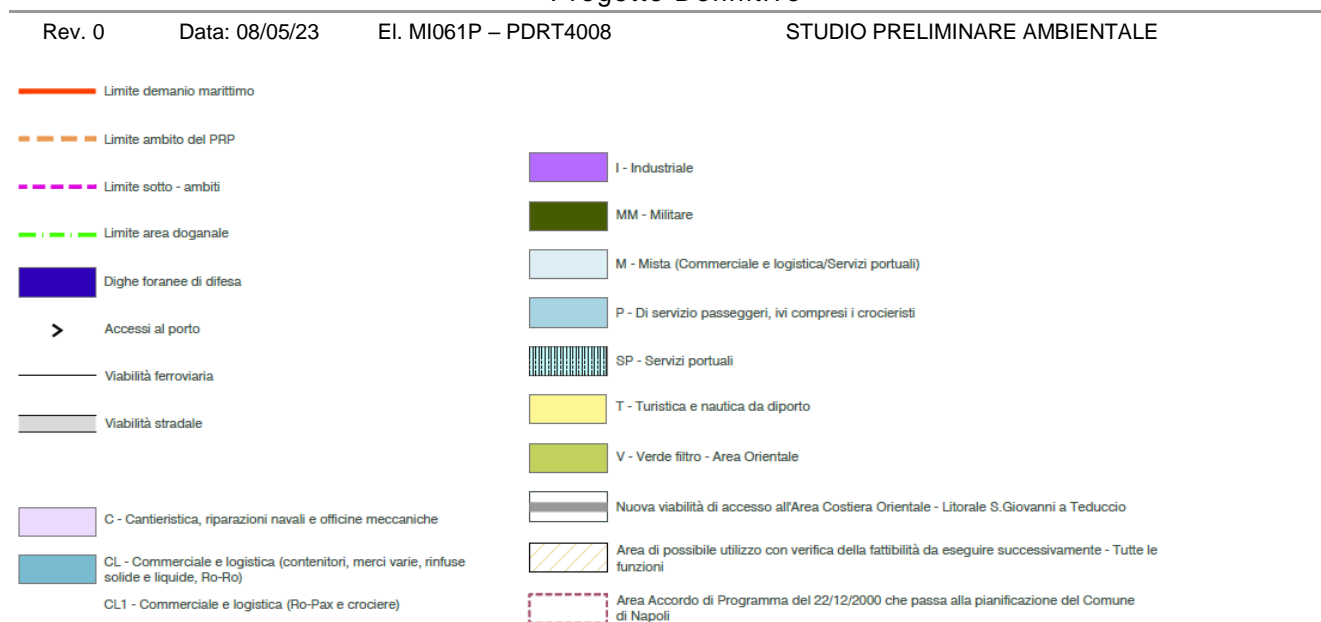 Progetto Definitivo
Rev. 0 Data: 08/05/23 El. MI061P – PDRT4008 STUDIO PRELIMINARE AMBIENTALE
Limite demanio marittimo
Limite ambito del PRP
Limite sotto - ambiti
Limite area doganale
Dighe foranee di difesa
Accessi al porto
Viabilità ferroviaria
Viabilità stradale
C - Cantieristica, riparazioni navali e officine meccaniche
CL - Commerciale e logistica (contenitori, merci varie, rinfuse
solide e liquide, Ro-Ro)
CL1 - Commerciale e logistica (Ro-Pax e crociere)
I - Industriale
MM - Militare
M - Mista (Commerciale e logistica/Servizi portuali)
P - Di servizio passeggeri, ivi compresi i crocieristi
SP - Servizi portuali
T - Turistica e nautica da diporto
V - Verde filtro - Area Orientale
Nuova viabilità di accesso all'Area Costiera Orientale - Litorale S.Giovanni a Teduccio
Area di possibile utilizzo con verifica della fattibilità da eseguire successivamente - Tutte le
funzioni
Area Accordo di Programma del 22/12/2000 che passa alla pianificazione del Comune
di Napoli